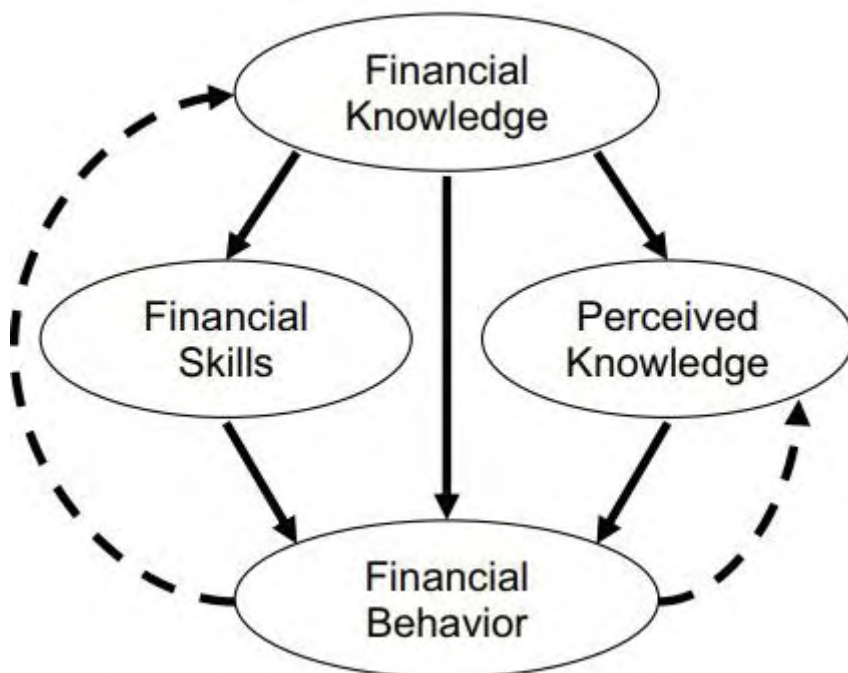 Financial
Knowledge
Financial
Skills
Perceived
Knowledge
Financial
Behavior